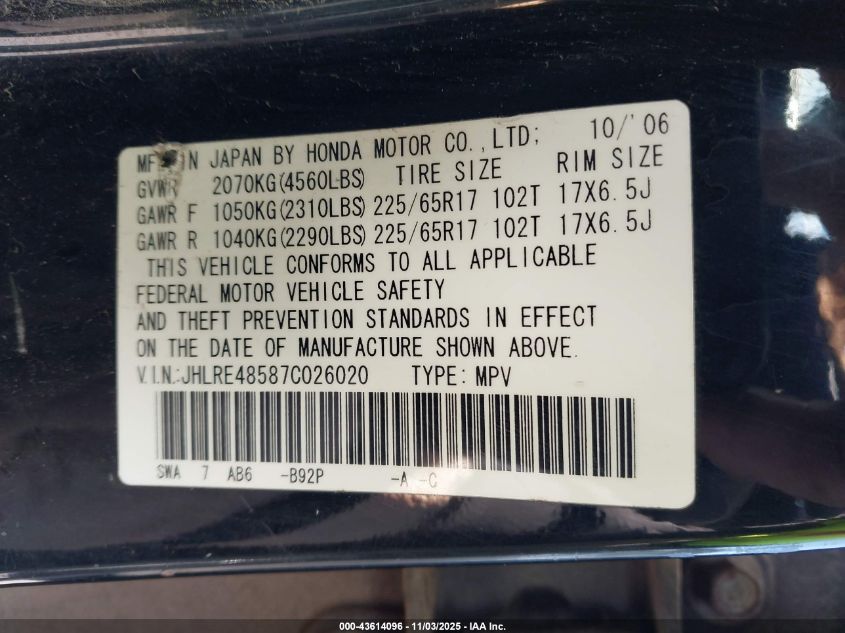 MFD IN JAPAN BY HONDA MOTOR CO.,LTD; 10/'06
GVWR 2070KG(4560LBS) TIRE SIZE RIM SIZE
GAWR F 1050KG(2310LBS) 225/65R17 102T 17X6.5J
GAWR R 1040KG(2290LBS) 225/65R17 102T 17X6.5J
THIS VEHICLE CONFORMS TO ALL APPLICABLE
FEDERAL MOTOR VEHICLE SAFETY
AND THEFT PREVENTION STANDARDS IN EFFECT
ON THE DATE OF MANUFACTURE SHOWN ABOVE.
V.I.N.:JHLRE48587C026020 TYPE: MPV
SWA 7 AB6 -B92P -A -C
000-43614096 - 11/03/2025 - IAA Inc.